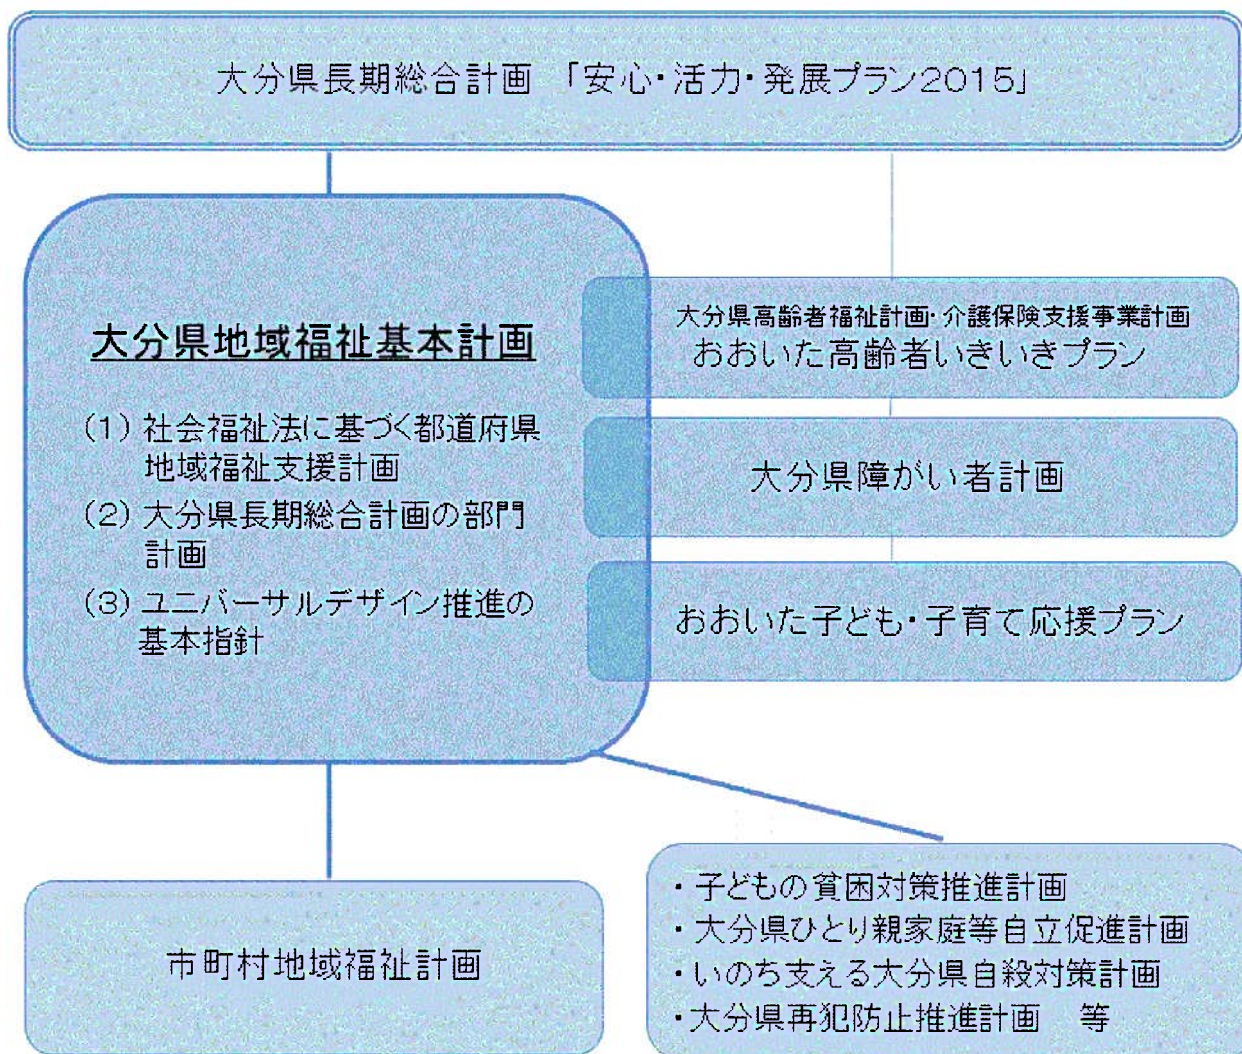 大分県長期総合計画 「安心・活力・発展プラン2015」
大分県地域福祉基本計画
(1) 社会福祉法に基づく都道府県
地域福祉支援計画
(2) 大分県長期総合計画の部門
計画
(3) ユニバーサルデザイン推進の
基本指針
大分県高齢者福祉計画・介護保険支援事業計画
おおいた高齢者いきいきプラン
大分県障がい者計画
おおいた子ども・子育て応援プラン
市町村地域福祉計画
・子どもの貧困対策推進計画
・大分県ひとり親家庭等自立促進計画
・いのち支える大分県自殺対策計画
・大分県再犯防止推進計画 等